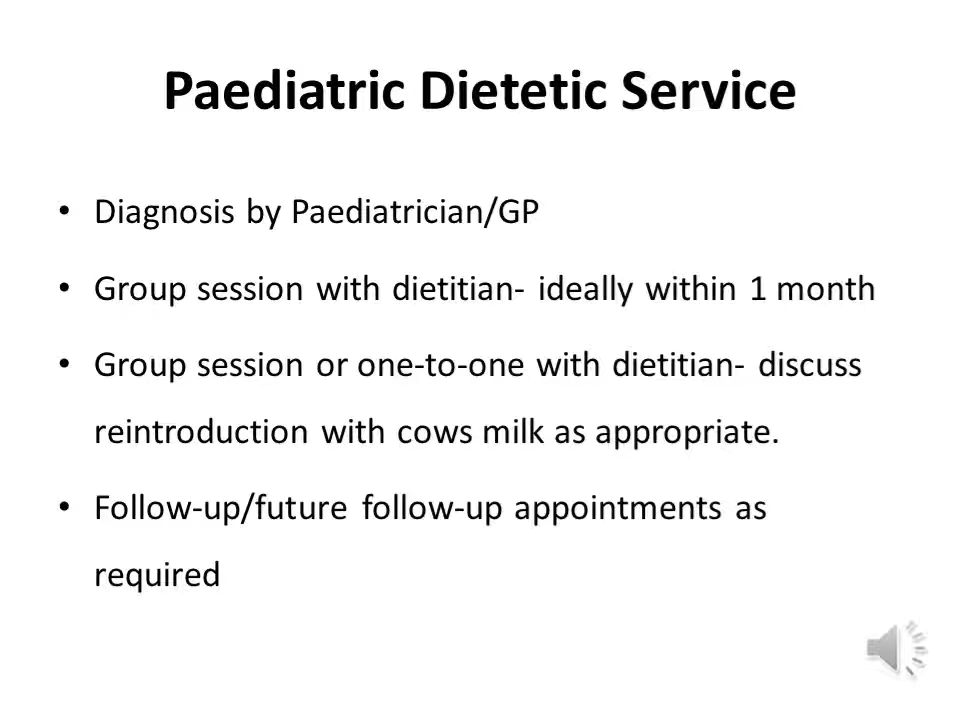 Paediatric Dietetic Service
• Diagnosis by Paediatrician/GP
• Group session with dietitian- ideally within 1 month
• Group session or one-to-one with dietitian- discuss
reintroduction with cows milk as appropriate.
• Follow-up/future follow-up appointments as
required